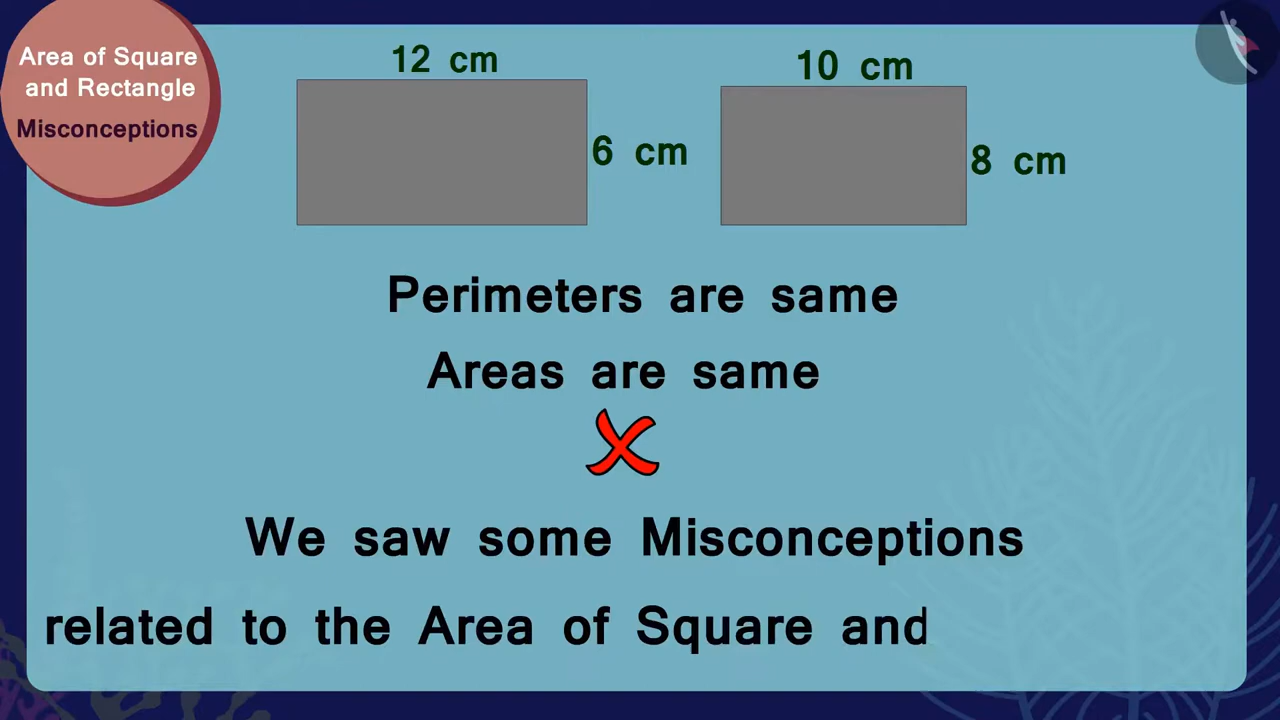 Area of Square
and Rectangle
Misconceptions
12 cm
6 cm
10 cm
8 cm
Perimeters are same
Areas are same
We saw some Misconceptions
related to the Area of Square and